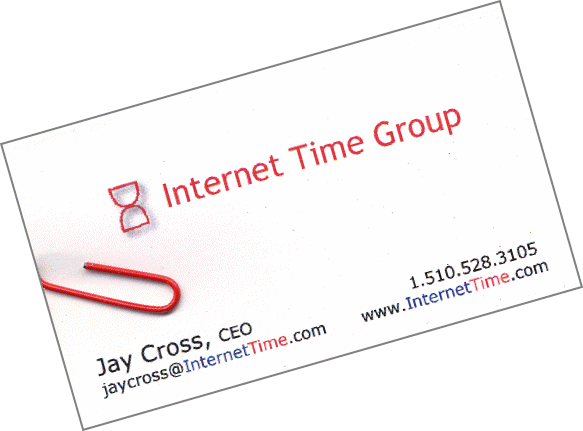 Internet Time Group
Jay Cross, CEO
jaycross@InternetTime.com
1.510.528.3105
www.InternetTime.com